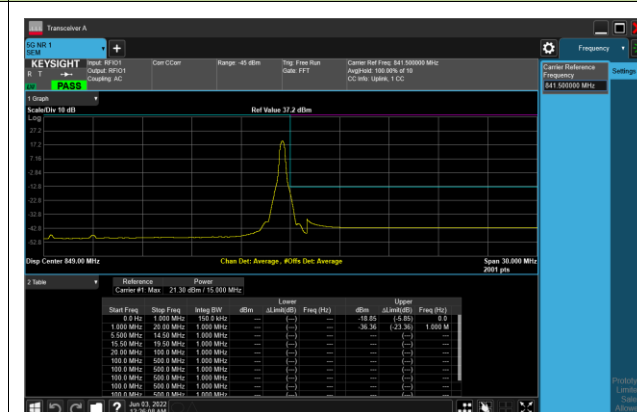 Transceiver A
5G NR 1
SEM
Frequency
KEYSIGHT
R T
LV PASS
Input: RFIO1
Output: RFIO1
Coupling: AC
Corr CCorr
Range: -45 dBm
Trig: Free Run
Gate: FFT
Carrier Ref Freq: 841.500000 MHz
Avg|Hold: 100.00% of 10
CC Info: Uplink, 1 CC
Carrier Reference
Frequency
841.500000 MHz
Settings
1 Graph
Scale/Div 10 dB
Ref Value 37.2 dBm
Log
27.2
17.2
7.16
-2.84
-12.8
-22.8
-32.8
-42.8
-52.8
Disp Center 849.00 MHz
Chan Det: Average , #Offs Det: Average
Span 30.000 MHz
2001 pts
2 Table
Reference Power
Carrier #1 Max 21.30 dBm / 15.000 MHz
Lower Upper
Start Freq Stop Freq Integ BW dBm ΔLimit(dB) Freq (Hz) dBm ΔLimit(dB) Freq (Hz)
0.0 Hz 1.000 MHz 150.0 kHz --- (---) --- -18.85 (-5.85) 0.0
1.000 MHz 20.00 MHz 1.000 MHz --- (---) --- -36.36 (-23.36) 1.000 M
5.500 MHz 14.50 MHz 1.000 MHz --- (---) --- --- (---) ---
15.50 MHz 19.50 MHz 1.000 MHz --- (---) --- --- (---) ---
20.00 MHz 100.0 MHz 1.000 MHz --- (---) --- --- (---) ---
100.0 MHz 500.0 MHz 1.000 MHz --- (---) --- --- (---) ---
100.0 MHz 500.0 MHz 1.000 MHz --- (---) --- --- (---) ---
100.0 MHz 500.0 MHz 1.000 MHz --- (---) --- --- (---) ---
100.0 MHz 500.0 MHz 1.000 MHz --- (---) --- --- (---) ---
100.0 MHz 500.0 MHz 1.000 MHz --- (---) --- --- (---) ---
Jun 03, 2022